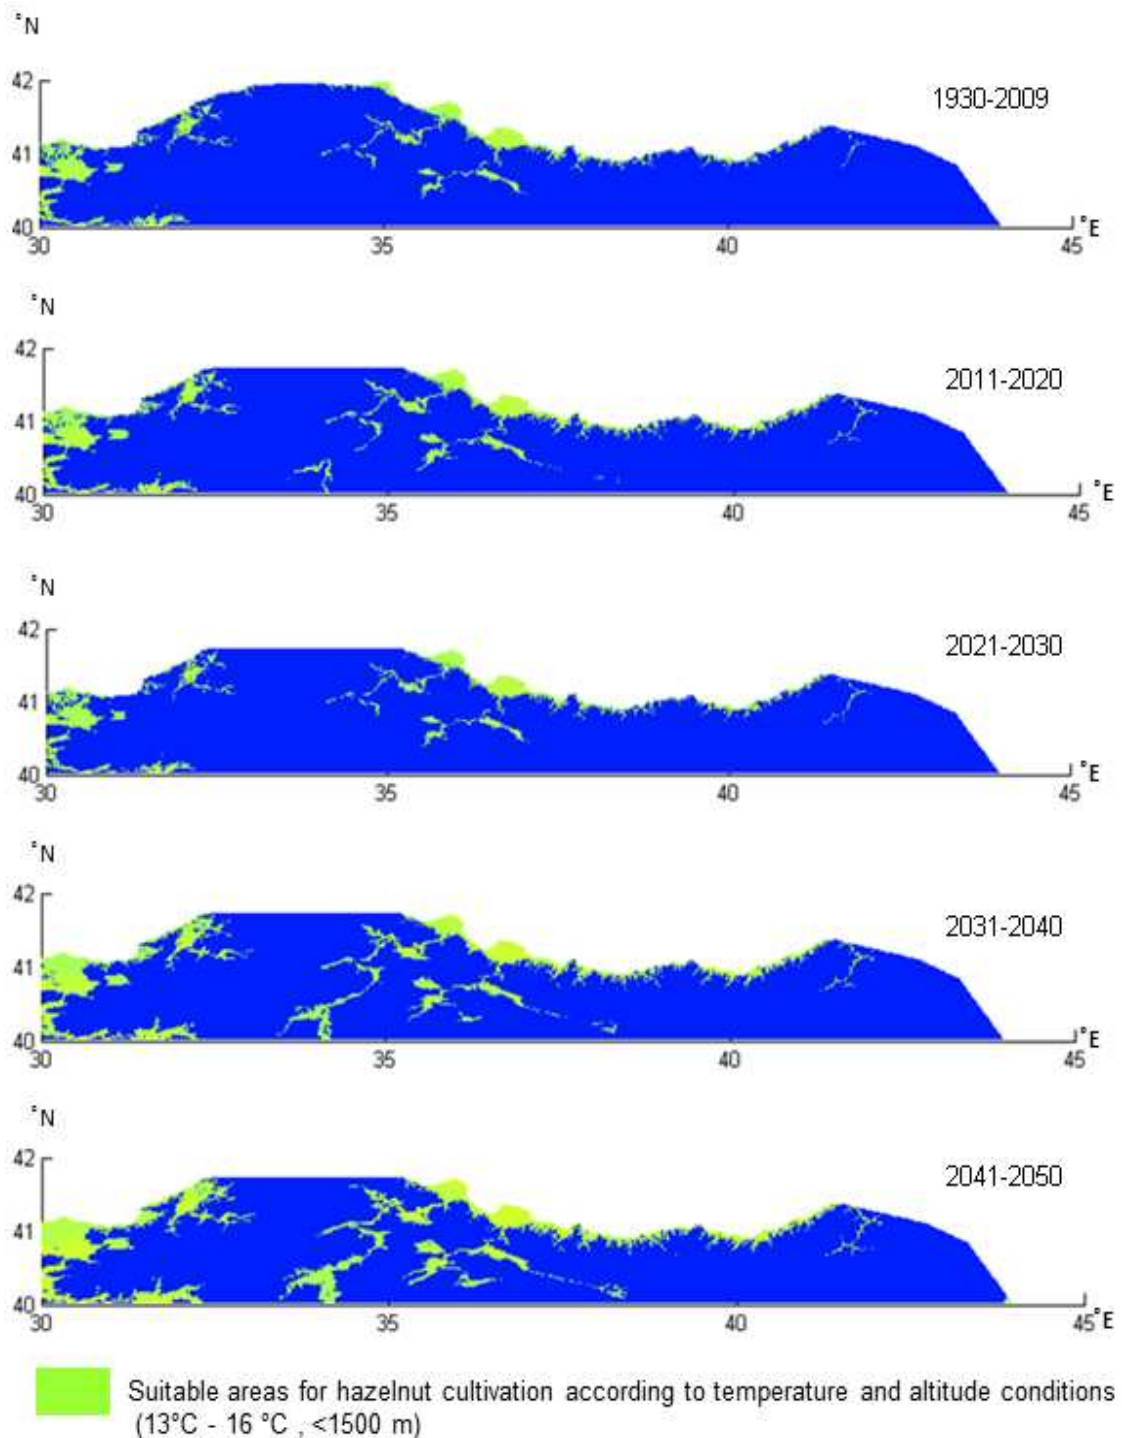 °N
42
1930-2009
41
40
30 35 40 45 °E
°N
42
2011-2020
41
40
30 35 40 45 °E
°N
42
2021-2030
41
40
30 35 40 45 °E
°N
42
2031-2040
41
40
30 35 40 45 °E
°N
42
2041-2050
41
40
30 35 40 45 °E
Suitable areas for hazelnut cultivation according to temperature and altitude conditions
(13°C - 16 °C , <1500 m)